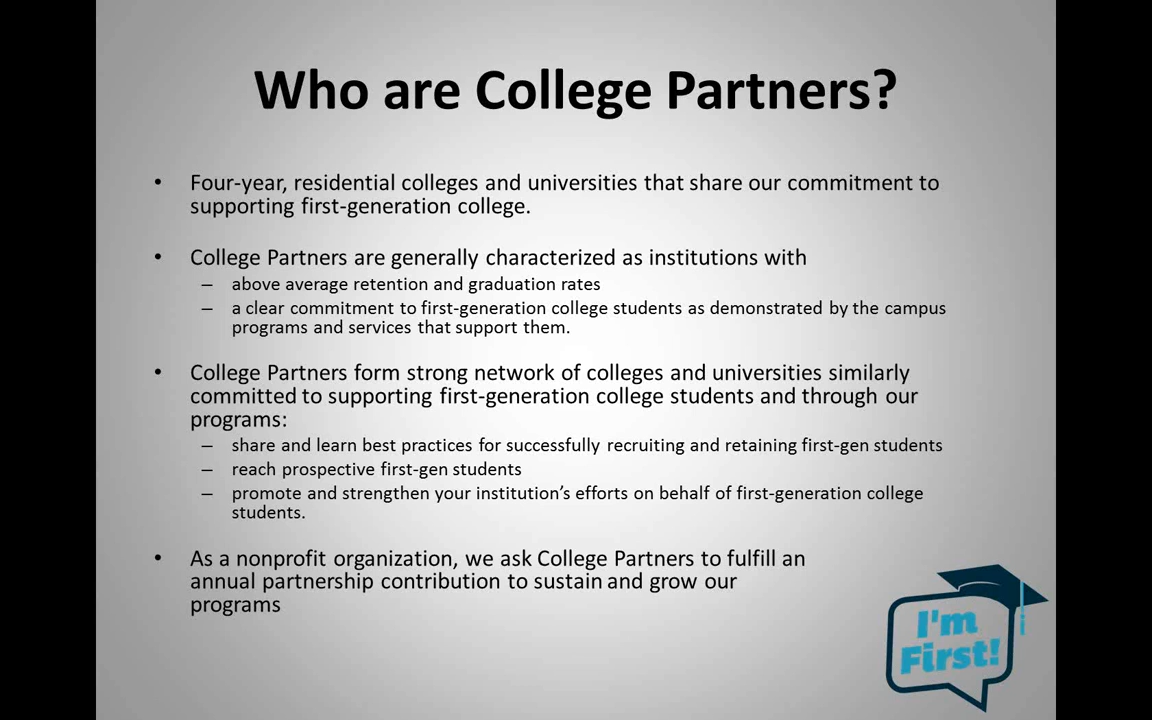 Who are College Partners?
• Four-year, residential colleges and universities that share our commitment to
supporting first-generation college.
• College Partners are generally characterized as institutions with
– above average retention and graduation rates
– a clear commitment to first-generation college students as demonstrated by the campus
programs and services that support them.
• College Partners form strong network of colleges and universities similarly
committed to supporting first-generation college students and through our
programs:
– share and learn best practices for successfully recruiting and retaining first-gen students
– reach prospective first-gen students
– promote and strengthen your institution’s efforts on behalf of first-generation college
students.
• As a nonprofit organization, we ask College Partners to fulfill an
annual partnership contribution to sustain and grow our
programs
I'm
First!